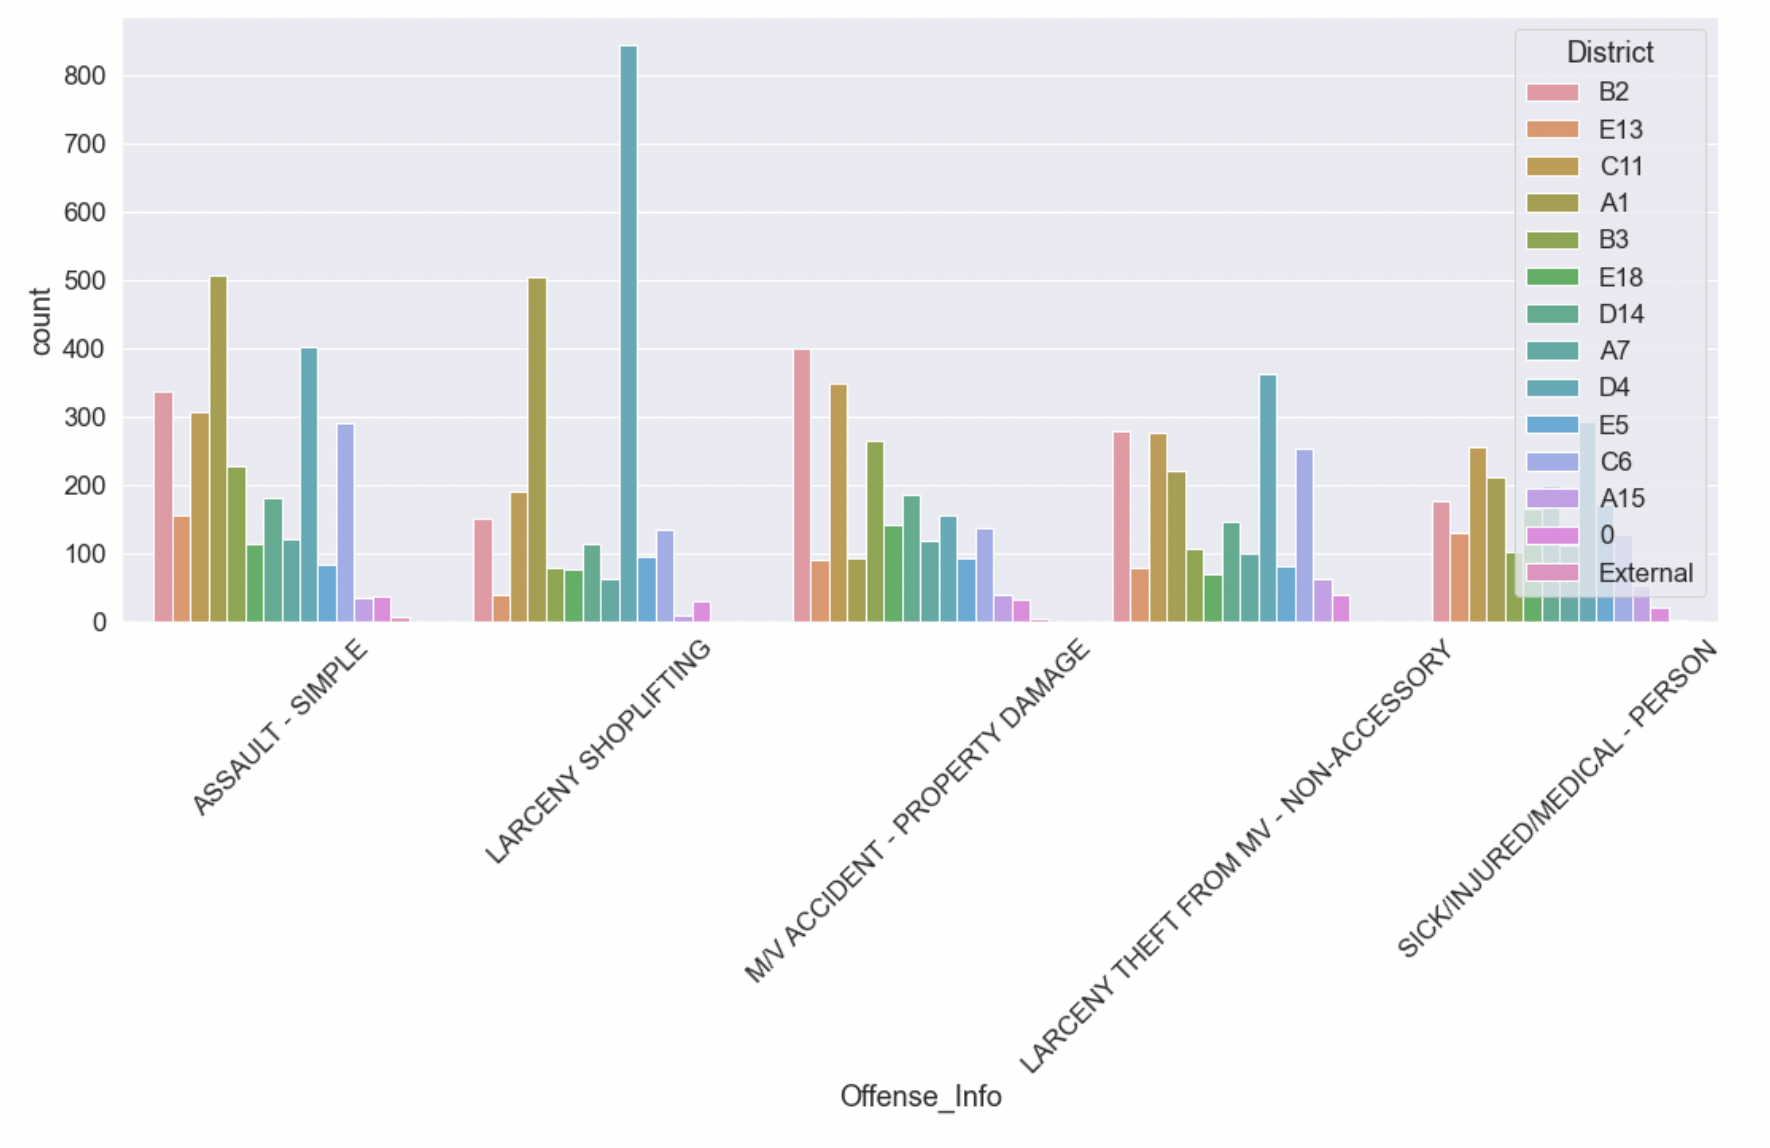 District
B2
E13
C11
A1
B3
E18
D14
A7
D4
E5
C6
A15
0
External
800
700
600
500
400
300
200
100
0
count
ASSAULT - SIMPLE
LARCENY SHOPLIFTING
M/V ACCIDENT - PROPERTY DAMAGE
LARCENY THEFT FROM MV - NON-ACCESSORY
SICK/INJURED/MEDICAL - PERSON
Offense_Info